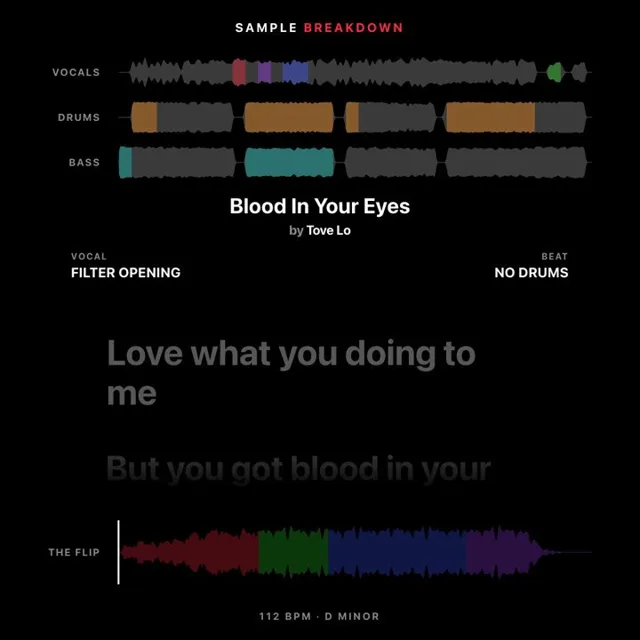 SAMPLE BREAKDOWN
VOCALS
DRUMS
BASS
Blood In Your Eyes
by Tove Lo
VOCAL
FILTER OPENING
BEAT
NO DRUMS
Love what you doing to
me
But you got blood in your
THE FLIP
112 BPM · D MINOR